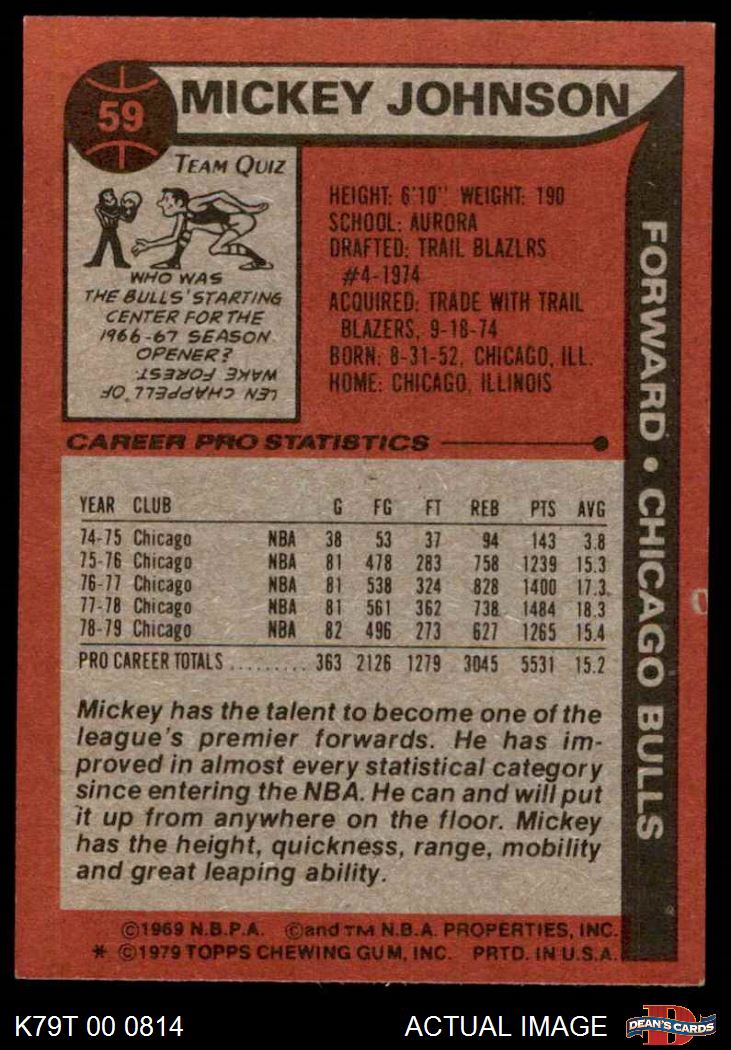 59
MICKEY JOHNSON
TEAM QUIZ
WHO WAS
THE BULLS' STARTING
CENTER FOR THE
1966-67 SEASON
OPENER?
LEN CHAPPELL OF
WAKE FOREST.
HEIGHT: 6'10" WEIGHT: 190
SCHOOL: AURORA
DRAFTED: TRAIL BLAZLRS
#4-1974
ACQUIRED: TRADE WITH TRAIL
BLAZERS, 9-18-74
BORN: 8-31-52, CHICAGO, ILL.
HOME: CHICAGO, ILLINOIS
FORWARD • CHICAGO BULLS
CAREER PRO STATISTICS
YEAR CLUB G FG FT REB PTS AVG
74-75 Chicago NBA 38 53 37 94 143 3.8
75-76 Chicago NBA 81 478 283 758 1239 15.3
76-77 Chicago NBA 81 538 324 828 1400 17.3
77-78 Chicago NBA 81 561 362 738 1484 18.3
78-79 Chicago NBA 82 496 273 627 1265 15.4
PRO CAREER TOTALS ......... 363 2126 1279 3045 5531 15.2
Mickey has the talent to become one of the
league's premier forwards. He has im-
proved in almost every statistical category
since entering the NBA. He can and will put
it up from anywhere on the floor. Mickey
has the height, quickness, range, mobility
and great leaping ability.
©1969 N.B.P.A. ©and TM N.B.A. PROPERTIES, INC.
* ©1979 TOPPS CHEWING GUM, INC. PRTD. IN U.S.A.
K79T 00 0814
ACTUAL IMAGE
D
DEAN'S CARDS